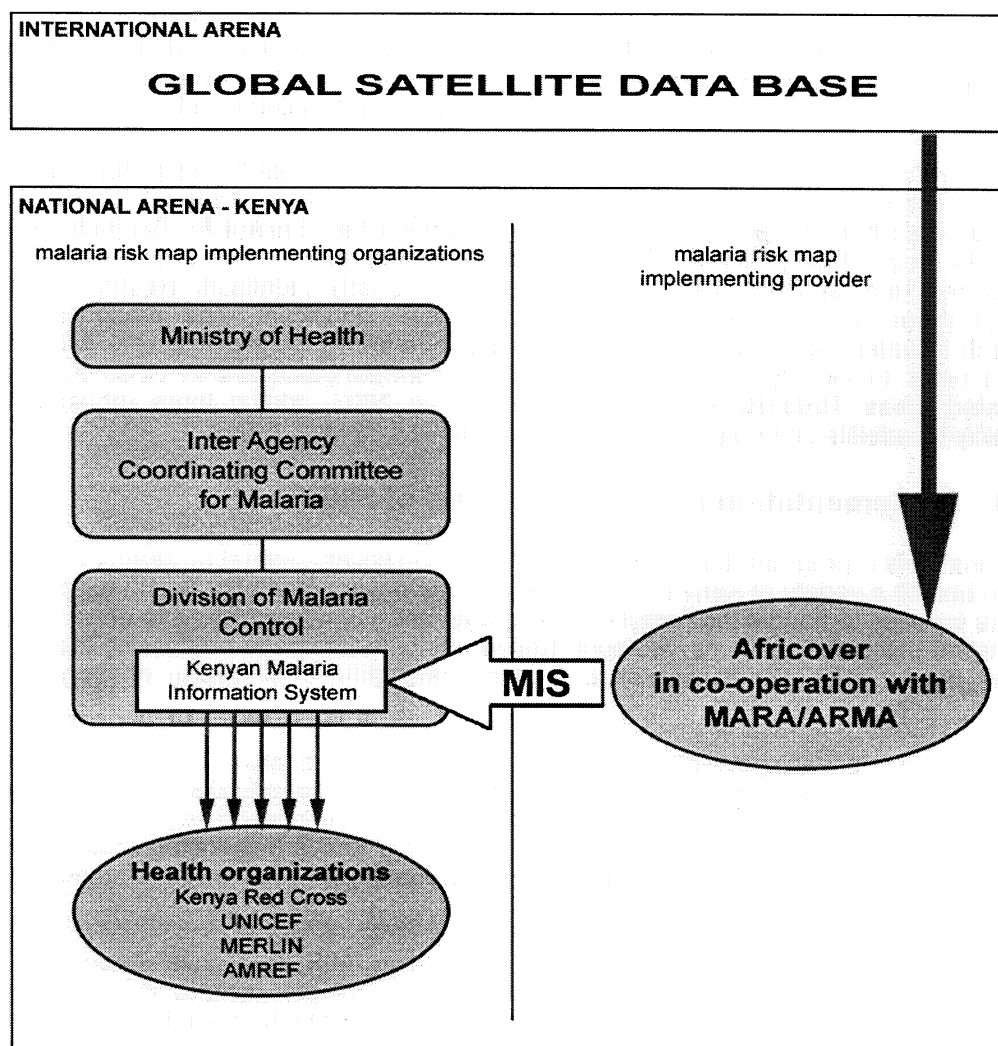 INTERNATIONAL ARENA
GLOBAL SATELLITE DATA BASE
NATIONAL ARENA - KENYA
malaria risk map implenmenting organizations
malaria risk map
implenmenting provider
Ministry of Health
Inter Agency
Coordinating Committee
for Malaria
Division of Malaria
Control
Kenyan Malaria
Information System
MIS
Africover
in co-operation with
MARA/ARMA
Health organizations
Kenya Red Cross
UNICEF
MERLIN
AMREF